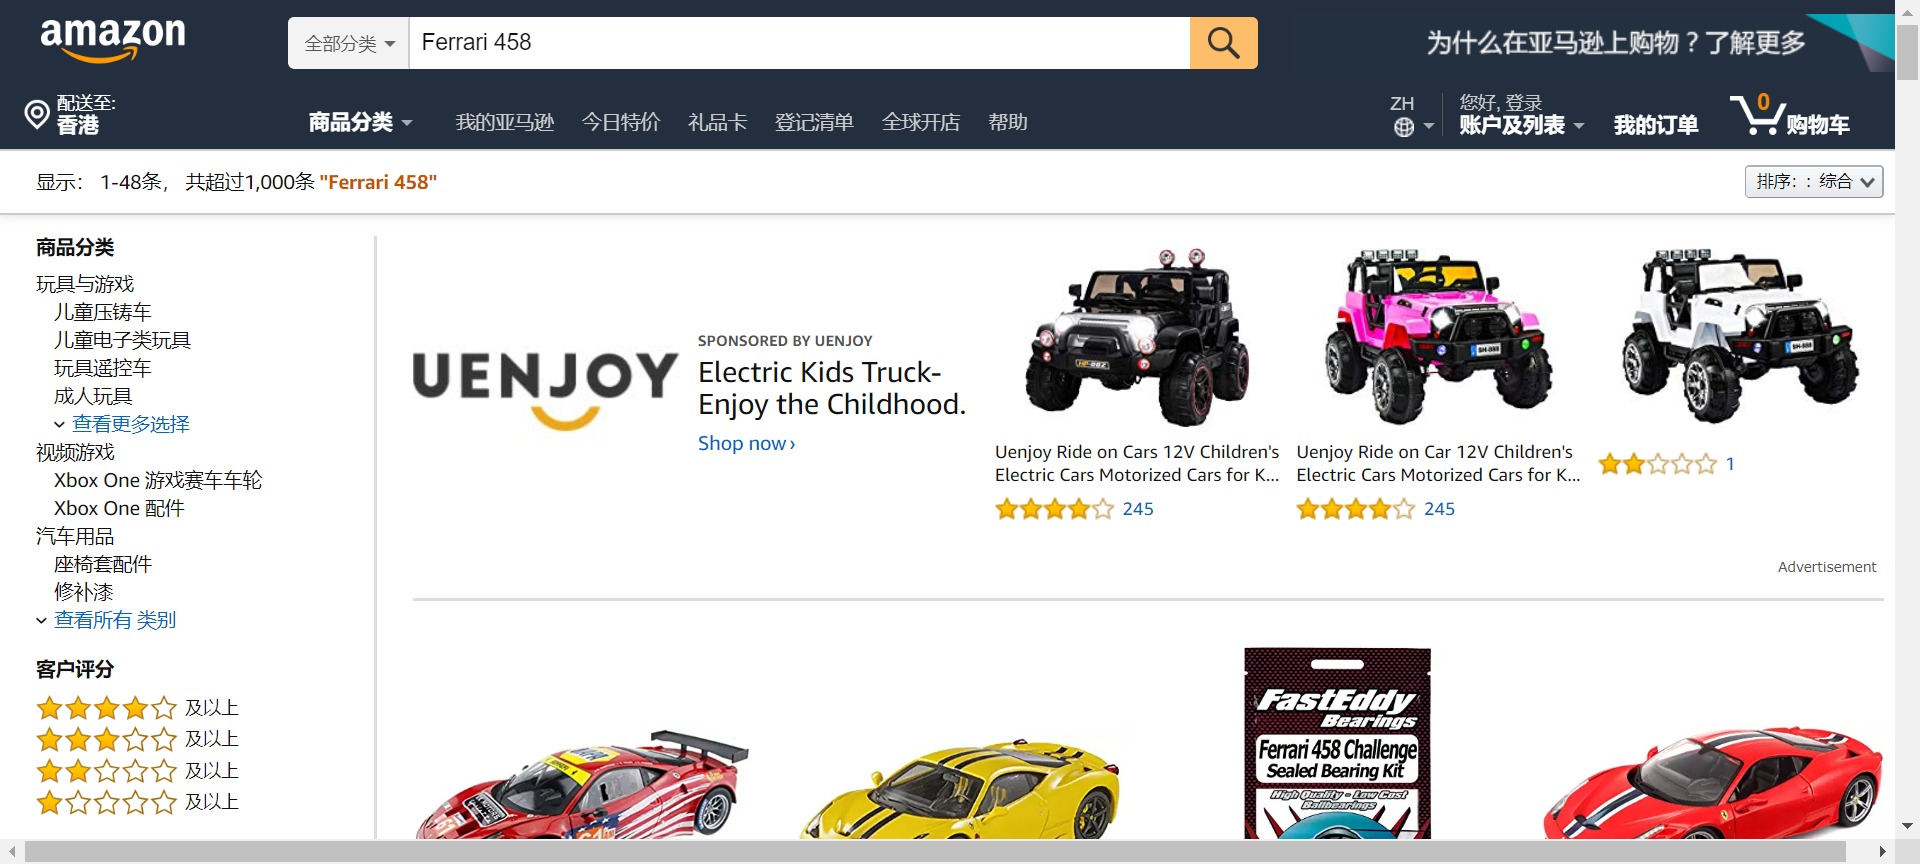 amazon
全部分类
Ferrari 458
为什么在亚马逊上购物？了解更多
配送至:
香港
商品分类
我的亚马逊
今日特价
礼品卡
登记清单
全球开店
帮助
ZH
您好, 登录
账户及列表
我的订单
0
购物车
显示： 1-48条， 共超过1,000条 "Ferrari 458"
排序：: 综合
商品分类
玩具与游戏
儿童压铸车
儿童电子类玩具
玩具遥控车
成人玩具
查看更多选择
视频游戏
Xbox One 游戏赛车车轮
Xbox One 配件
汽车用品
座椅套配件
修补漆
查看所有 类别
客户评分
及以上
及以上
及以上
及以上
UENJOY
SPONSORED BY UENJOY
Electric Kids Truck-
Enjoy the Childhood.
Shop now ›
Uenjoy Ride on Cars 12V Children's
Electric Cars Motorized Cars for K...
245
Uenjoy Ride on Car 12V Children's
Electric Cars Motorized Cars for K...
245
1
Advertisement
FastEddy
Bearings
Ferrari 458 Challenge
Sealed Bearing Kit
High Quality - Low Cost
Ballbearings